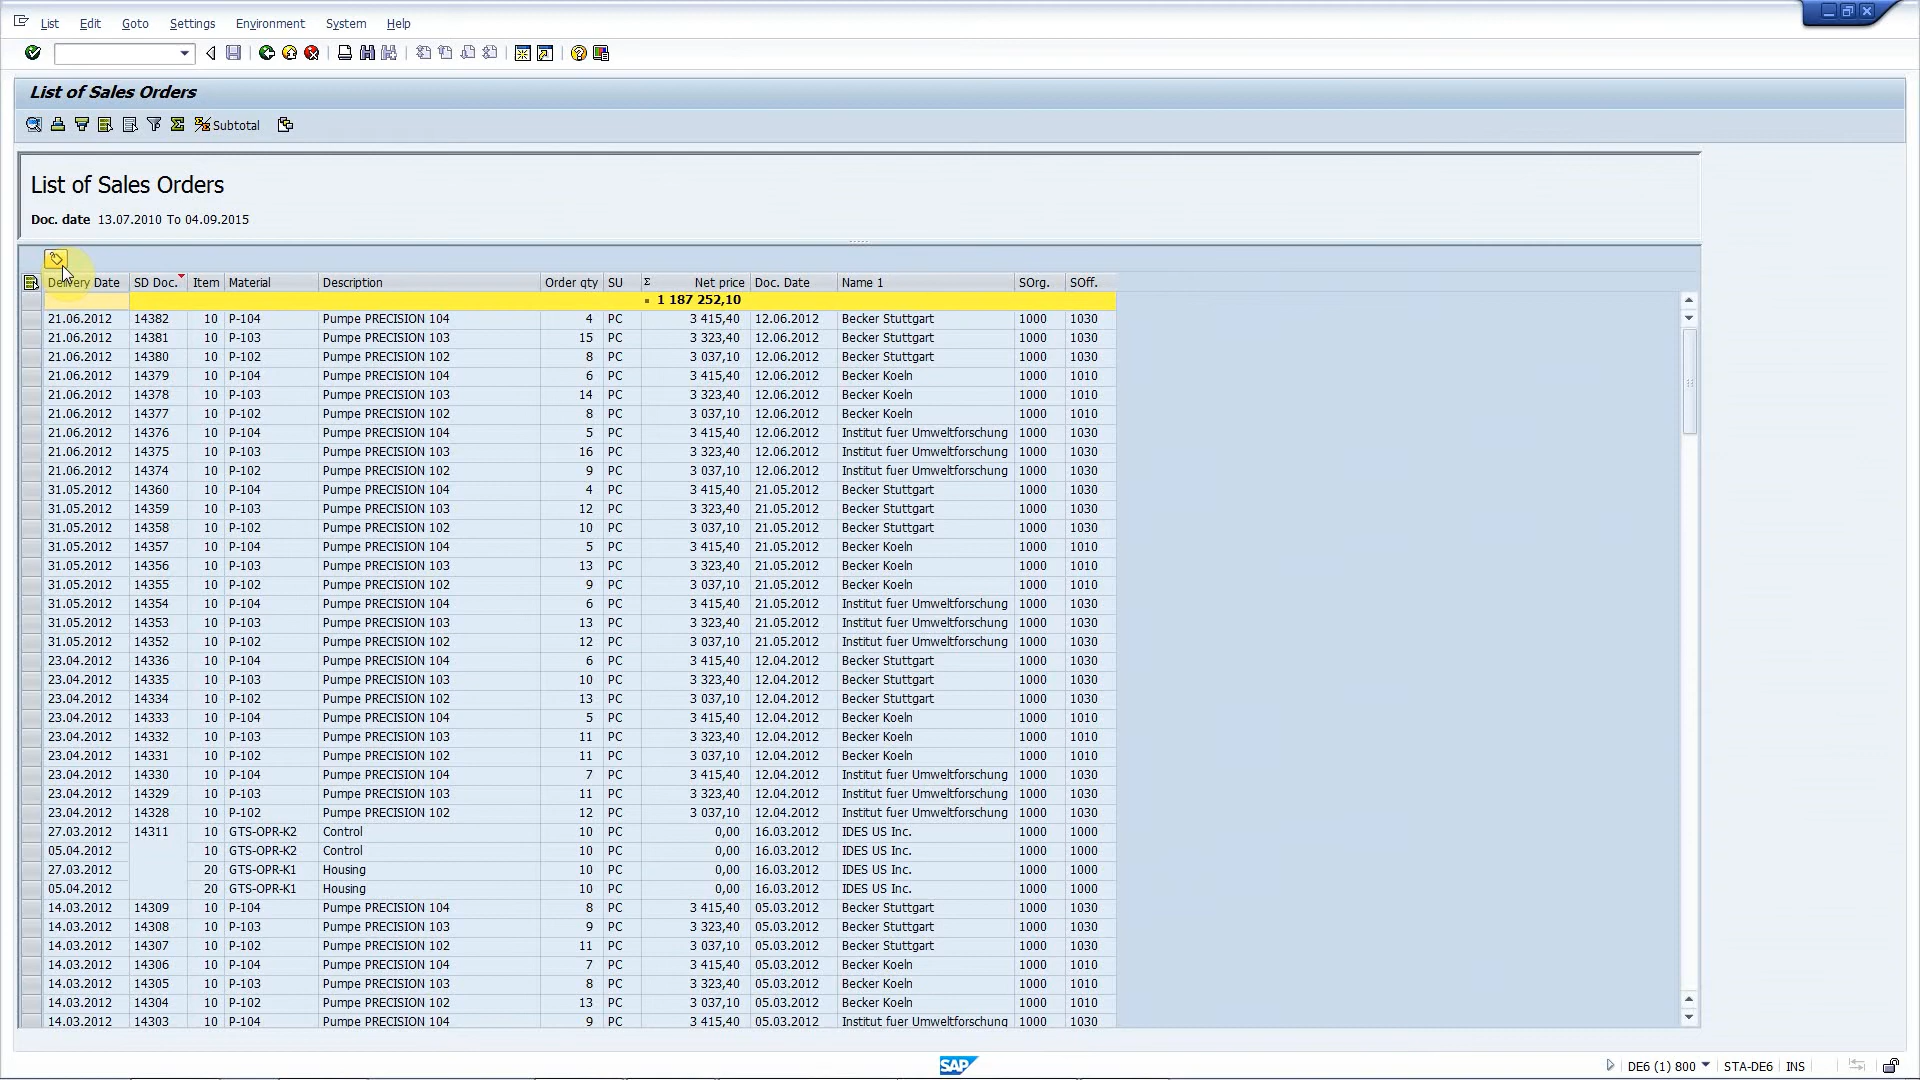 List Edit Goto Settings Environment System Help
List of Sales Orders
Subtotal
List of Sales Orders
Doc. date 13.07.2010 To 04.09.2015
Delivery Date SD Doc. Item Material Description Order qty SU Σ Net price Doc. Date Name 1 SOrg. SOff.
▪ 1 187 252,10
21.06.2012 14382 10 P-104 Pumpe PRECISION 104 4 PC 3 415,40 12.06.2012 Becker Stuttgart 1000 1030
21.06.2012 14381 10 P-103 Pumpe PRECISION 103 15 PC 3 323,40 12.06.2012 Becker Stuttgart 1000 1030
21.06.2012 14380 10 P-102 Pumpe PRECISION 102 8 PC 3 037,10 12.06.2012 Becker Stuttgart 1000 1030
21.06.2012 14379 10 P-104 Pumpe PRECISION 104 6 PC 3 415,40 12.06.2012 Becker Koeln 1000 1010
21.06.2012 14378 10 P-103 Pumpe PRECISION 103 14 PC 3 323,40 12.06.2012 Becker Koeln 1000 1010
21.06.2012 14377 10 P-102 Pumpe PRECISION 102 8 PC 3 037,10 12.06.2012 Becker Koeln 1000 1010
21.06.2012 14376 10 P-104 Pumpe PRECISION 104 5 PC 3 415,40 12.06.2012 Institut fuer Umweltforschung 1000 1030
21.06.2012 14375 10 P-103 Pumpe PRECISION 103 16 PC 3 323,40 12.06.2012 Institut fuer Umweltforschung 1000 1030
21.06.2012 14374 10 P-102 Pumpe PRECISION 102 9 PC 3 037,10 12.06.2012 Institut fuer Umweltforschung 1000 1030
31.05.2012 14360 10 P-104 Pumpe PRECISION 104 4 PC 3 415,40 21.05.2012 Becker Stuttgart 1000 1030
31.05.2012 14359 10 P-103 Pumpe PRECISION 103 12 PC 3 323,40 21.05.2012 Becker Stuttgart 1000 1030
31.05.2012 14358 10 P-102 Pumpe PRECISION 102 10 PC 3 037,10 21.05.2012 Becker Stuttgart 1000 1030
31.05.2012 14357 10 P-104 Pumpe PRECISION 104 5 PC 3 415,40 21.05.2012 Becker Koeln 1000 1010
31.05.2012 14356 10 P-103 Pumpe PRECISION 103 13 PC 3 323,40 21.05.2012 Becker Koeln 1000 1010
31.05.2012 14355 10 P-102 Pumpe PRECISION 102 9 PC 3 037,10 21.05.2012 Becker Koeln 1000 1010
31.05.2012 14354 10 P-104 Pumpe PRECISION 104 6 PC 3 415,40 21.05.2012 Institut fuer Umweltforschung 1000 1030
31.05.2012 14353 10 P-103 Pumpe PRECISION 103 13 PC 3 323,40 21.05.2012 Institut fuer Umweltforschung 1000 1030
31.05.2012 14352 10 P-102 Pumpe PRECISION 102 12 PC 3 037,10 21.05.2012 Institut fuer Umweltforschung 1000 1030
23.04.2012 14336 10 P-104 Pumpe PRECISION 104 6 PC 3 415,40 12.04.2012 Becker Stuttgart 1000 1030
23.04.2012 14335 10 P-103 Pumpe PRECISION 103 10 PC 3 323,40 12.04.2012 Becker Stuttgart 1000 1030
23.04.2012 14334 10 P-102 Pumpe PRECISION 102 13 PC 3 037,10 12.04.2012 Becker Stuttgart 1000 1030
23.04.2012 14333 10 P-104 Pumpe PRECISION 104 5 PC 3 415,40 12.04.2012 Becker Koeln 1000 1010
23.04.2012 14332 10 P-103 Pumpe PRECISION 103 11 PC 3 323,40 12.04.2012 Becker Koeln 1000 1010
23.04.2012 14331 10 P-102 Pumpe PRECISION 102 11 PC 3 037,10 12.04.2012 Becker Koeln 1000 1010
23.04.2012 14330 10 P-104 Pumpe PRECISION 104 7 PC 3 415,40 12.04.2012 Institut fuer Umweltforschung 1000 1030
23.04.2012 14329 10 P-103 Pumpe PRECISION 103 11 PC 3 323,40 12.04.2012 Institut fuer Umweltforschung 1000 1030
23.04.2012 14328 10 P-102 Pumpe PRECISION 102 12 PC 3 037,10 12.04.2012 Institut fuer Umweltforschung 1000 1030
27.03.2012 14311 10 GTS-OPR-K2 Control 10 PC 0,00 16.03.2012 IDES US Inc. 1000 1000
05.04.2012 10 GTS-OPR-K2 Control 10 PC 0,00 16.03.2012 IDES US Inc. 1000 1000
27.03.2012 20 GTS-OPR-K1 Housing 10 PC 0,00 16.03.2012 IDES US Inc. 1000 1000
05.04.2012 20 GTS-OPR-K1 Housing 10 PC 0,00 16.03.2012 IDES US Inc. 1000 1000
14.03.2012 14309 10 P-104 Pumpe PRECISION 104 8 PC 3 415,40 05.03.2012 Becker Stuttgart 1000 1030
14.03.2012 14308 10 P-103 Pumpe PRECISION 103 9 PC 3 323,40 05.03.2012 Becker Stuttgart 1000 1030
14.03.2012 14307 10 P-102 Pumpe PRECISION 102 11 PC 3 037,10 05.03.2012 Becker Stuttgart 1000 1030
14.03.2012 14306 10 P-104 Pumpe PRECISION 104 7 PC 3 415,40 05.03.2012 Becker Koeln 1000 1010
14.03.2012 14305 10 P-103 Pumpe PRECISION 103 8 PC 3 323,40 05.03.2012 Becker Koeln 1000 1010
14.03.2012 14304 10 P-102 Pumpe PRECISION 102 13 PC 3 037,10 05.03.2012 Becker Koeln 1000 1010
14.03.2012 14303 10 P-104 Pumpe PRECISION 104 9 PC 3 415,40 05.03.2012 Institut fuer Umweltforschung 1000 1030
SAP DE6 (1) 800 STA-DE6 INS